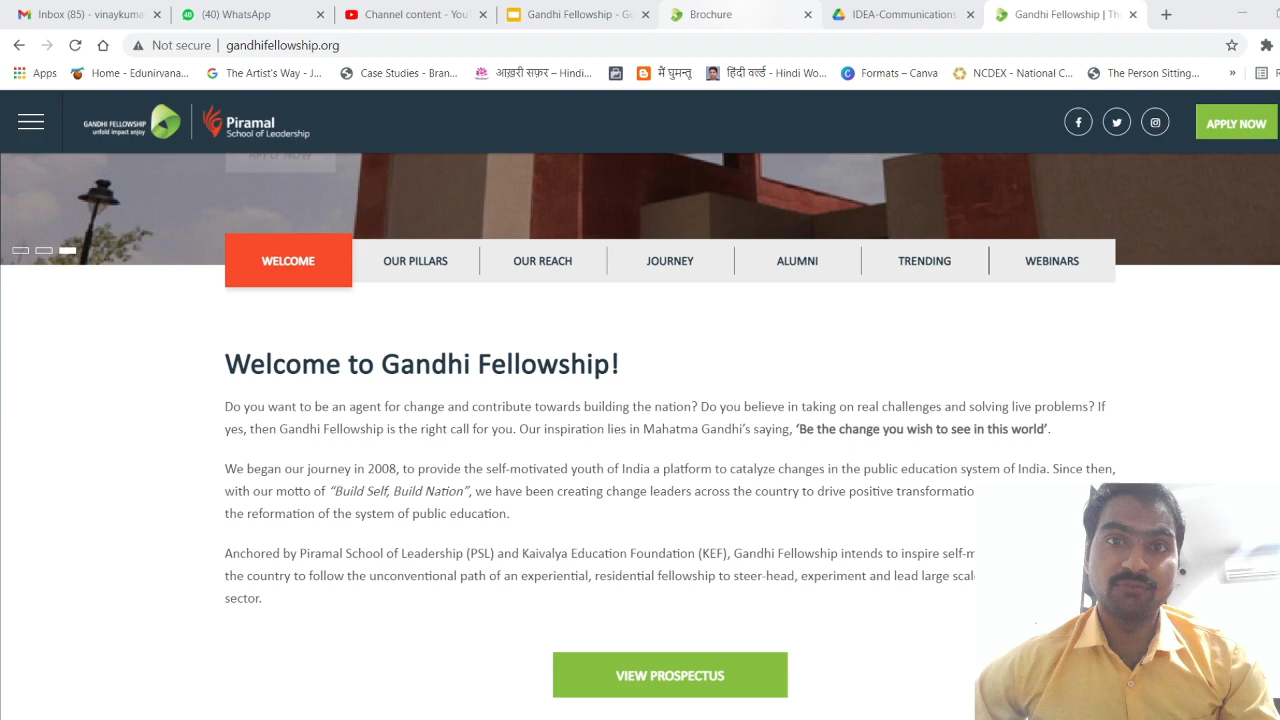 Inbox (85) - vinaykuma
(40) WhatsApp
Channel content - You
Gandhi Fellowship - Ge
Brochure
IDEA-Communications
Gandhi Fellowship | Th
Not secure | gandhifellowship.org
Apps
Home - Edunirvana...
The Artist's Way - J...
Case Studies - Bran...
आख़री सफ़र – Hindi...
मैं घुमन्तू
हिंदी वर्ल्ड - Hindi Wo...
Formats – Canva
NCDEX - National C...
The Person Sitting...
»
GANDHI FELLOWSHIP
unfold impact enjoy
Piramal
School of Leadership
APPLY NOW
APPLY NOW
WELCOME
OUR PILLARS
OUR REACH
JOURNEY
ALUMNI
TRENDING
WEBINARS
Welcome to Gandhi Fellowship!
Do you want to be an agent for change and contribute towards building the nation? Do you believe in taking on real challenges and solving live problems? If
yes, then Gandhi Fellowship is the right call for you. Our inspiration lies in Mahatma Gandhi's saying, 'Be the change you wish to see in this world'.
We began our journey in 2008, to provide the self-motivated youth of India a platform to catalyze changes in the public education system of India. Since then,
with our motto of "Build Self, Build Nation", we have been creating change leaders across the country to drive positive transformatio
the reformation of the system of public education.
Anchored by Piramal School of Leadership (PSL) and Kaivalya Education Foundation (KEF), Gandhi Fellowship intends to inspire self-m
the country to follow the unconventional path of an experiential, residential fellowship to steer-head, experiment and lead large scal
sector.
VIEW PROSPECTUS